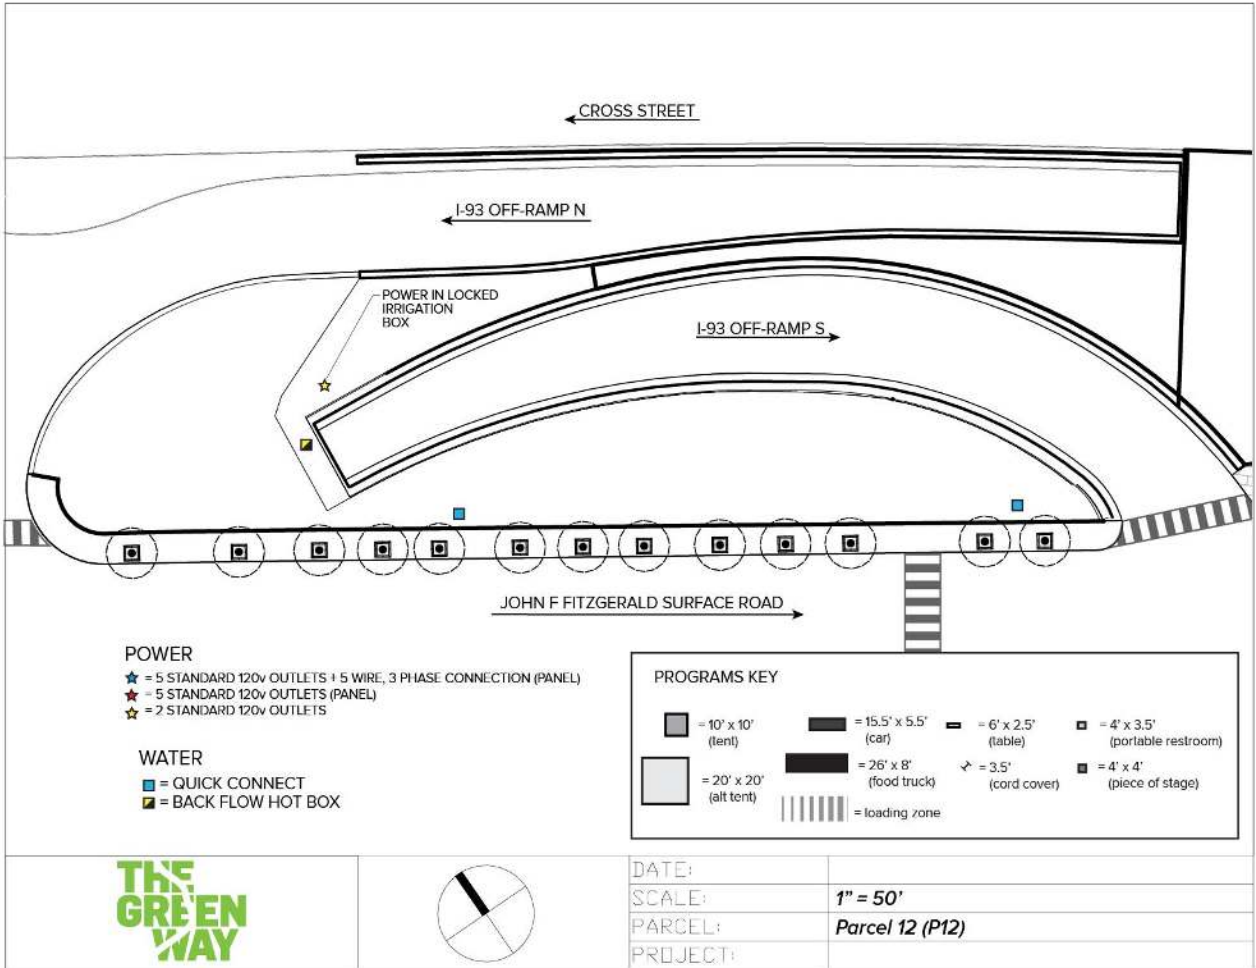 CROSS STREET
I-93 OFF-RAMP N
POWER IN LOCKED
IRRIGATION
BOX
I-93 OFF-RAMP S
JOHN F FITZGERALD SURFACE ROAD
POWER
= 5 STANDARD 120v OUTLETS + 5 WIRE, 3 PHASE CONNECTION (PANEL)
= 5 STANDARD 120v OUTLETS (PANEL)
= 2 STANDARD 120v OUTLETS
WATER
= QUICK CONNECT
= BACK FLOW HOT BOX
PROGRAMS KEY
= 10' x 10'
(tent)
= 20' x 20'
(alt tent)
= 15.5' x 5.5'
(car)
= 26' x 8'
(food truck)
= loading zone
= 6' x 2.5'
(table)
= 3.5'
(cord cover)
= 4' x 3.5'
(portable restroom)
= 4' x 4'
(piece of stage)
THE
GREEN
WAY
DATE:
SCALE: 1" = 50'
PARCEL: Parcel 12 (P12)
PROJECT: